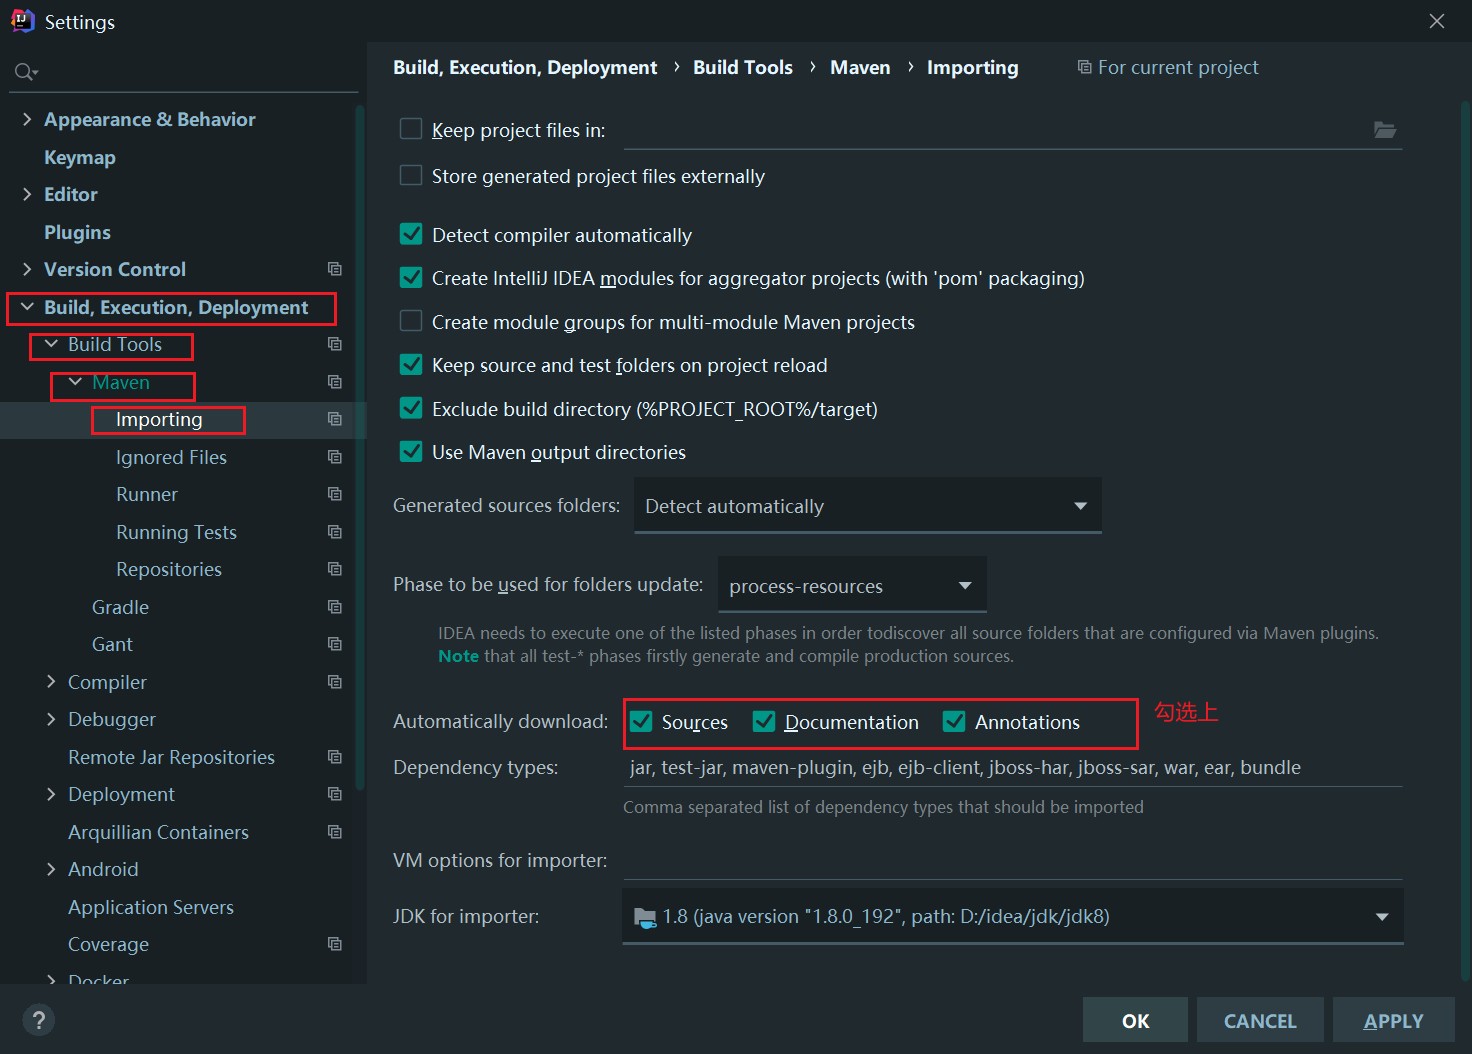 Settings
Appearance & Behavior
Keymap
Editor
Plugins
Version Control
Build, Execution, Deployment
Build Tools
Maven
Importing
Ignored Files
Runner
Running Tests
Repositories
Gradle
Gant
Compiler
Debugger
Remote Jar Repositories
Deployment
Arquillian Containers
Android
Application Servers
Coverage
Docker
Build, Execution, Deployment › Build Tools › Maven › Importing For current project
Keep project files in:
Store generated project files externally
Detect compiler automatically
Create IntelliJ IDEA modules for aggregator projects (with 'pom' packaging)
Create module groups for multi-module Maven projects
Keep source and test folders on project reload
Exclude build directory (%PROJECT_ROOT%/target)
Use Maven output directories
Generated sources folders: Detect automatically
Phase to be used for folders update: process-resources
IDEA needs to execute one of the listed phases in order todiscover all source folders that are configured via Maven plugins.
Note that all test-* phases firstly generate and compile production sources.
Automatically download: Sources Documentation Annotations 勾选上
Dependency types: jar, test-jar, maven-plugin, ejb, ejb-client, jboss-har, jboss-sar, war, ear, bundle
Comma separated list of dependency types that should be imported
VM options for importer:
JDK for importer: 1.8 (java version "1.8.0_192", path: D:/idea/jdk/jdk8)
? OK CANCEL APPLY